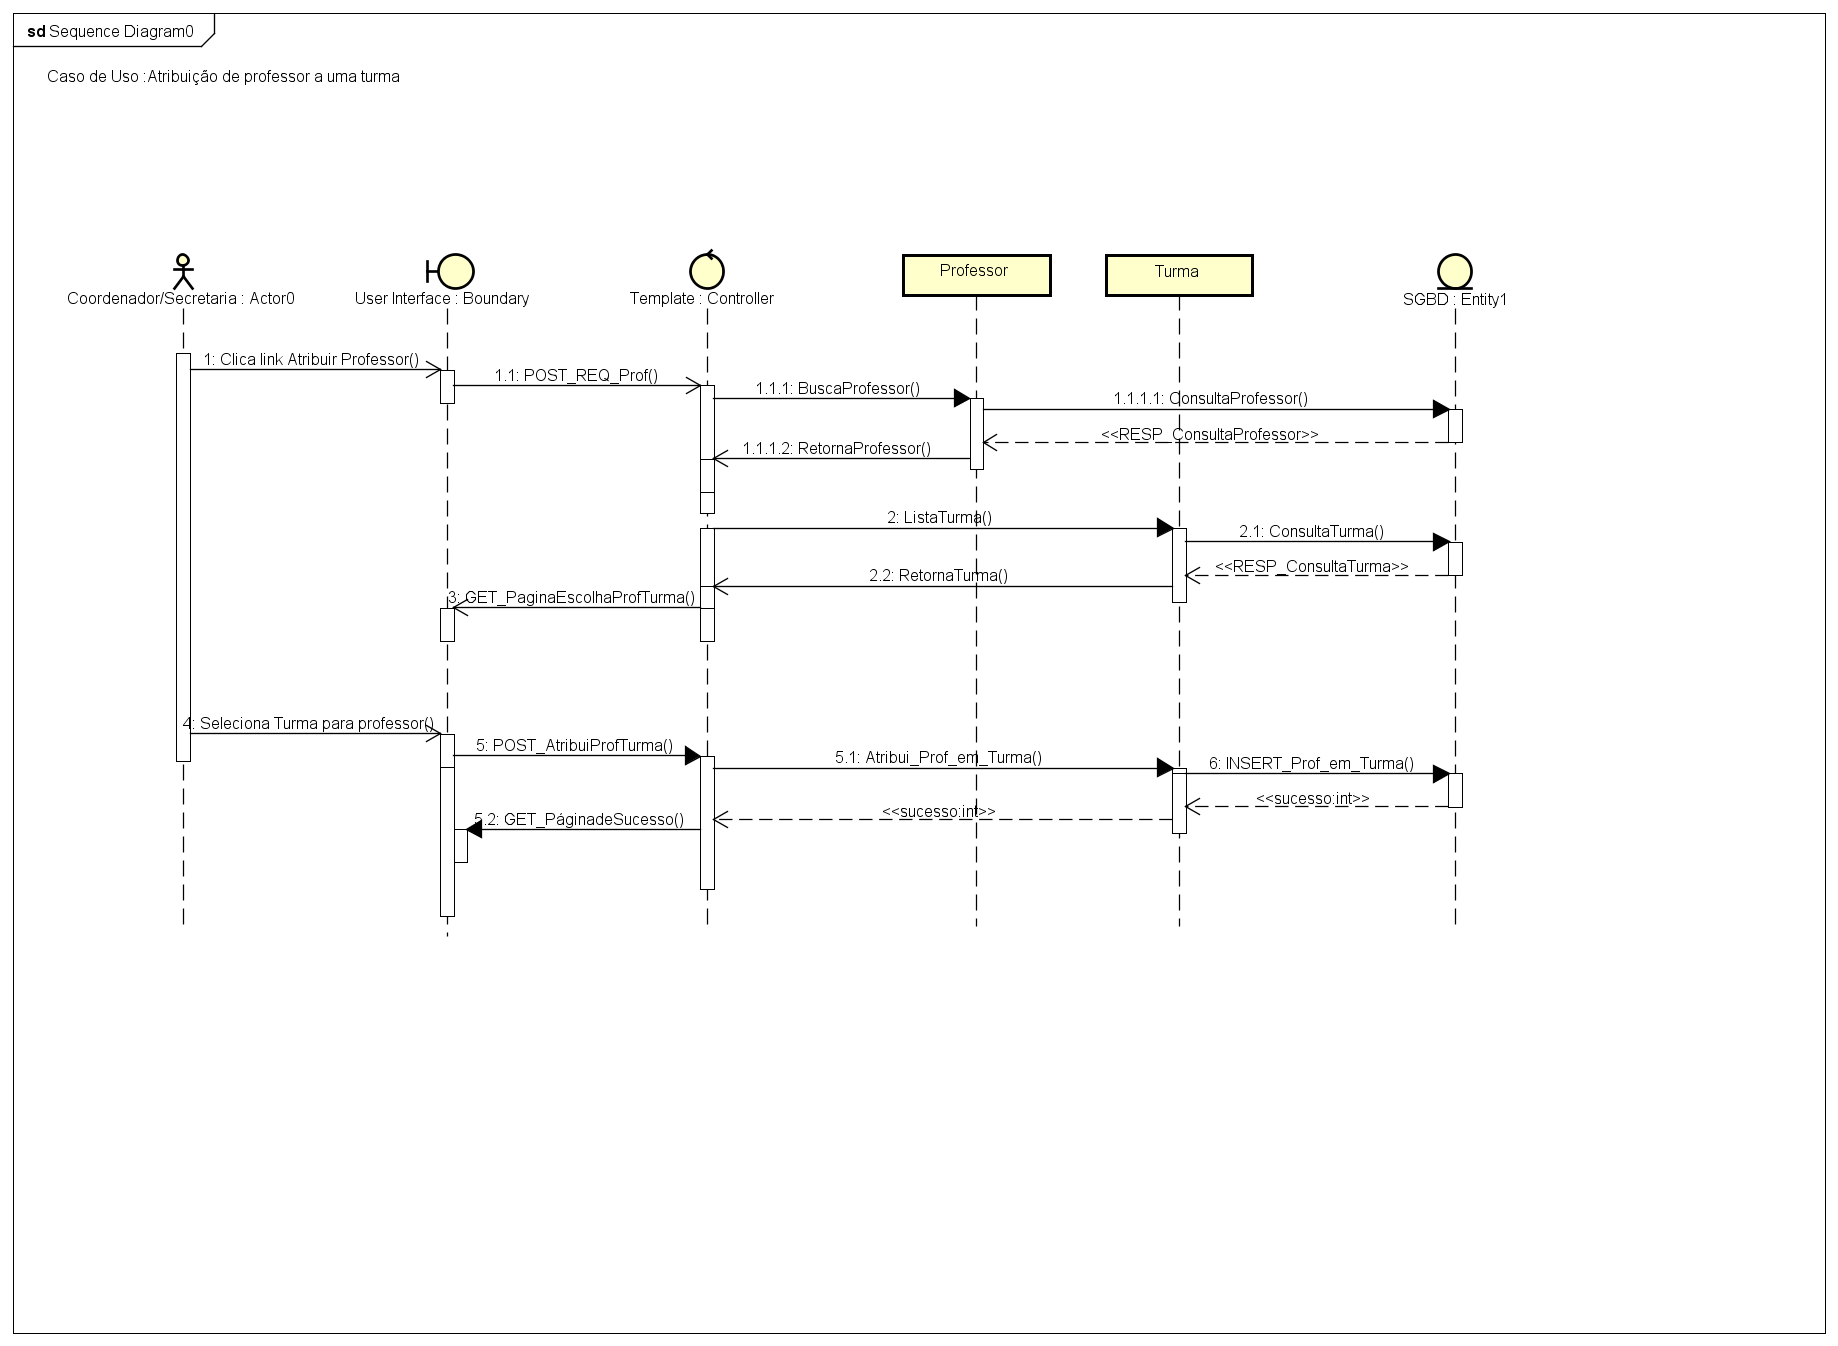 sd Sequence Diagram0
Caso de Uso :Atribuição de professor a uma turma
Coordenador/Secretaria : Actor0
User Interface : Boundary
Template : Controller
Professor
Turma
SGBD : Entity1
1: Clica link Atribuir Professor()
1.1: POST_REQ_Prof()
1.1.1: BuscaProfessor()
1.1.1.1: ConsultaProfessor()
<<RESP_ConsultaProfessor>>
1.1.1.2: RetornaProfessor()
2: ListaTurma()
2.1: ConsultaTurma()
<<RESP_ConsultaTurma>>
2.2: RetornaTurma()
3: GET_PaginaEscolhaProfTurma()
4: Seleciona Turma para professor()
5: POST_AtribuiProfTurma()
5.1: Atribui_Prof_em_Turma()
6: INSERT_Prof_em_Turma()
<<sucesso:int>>
<<sucesso:int>>
5.2: GET_PáginadeSucesso()